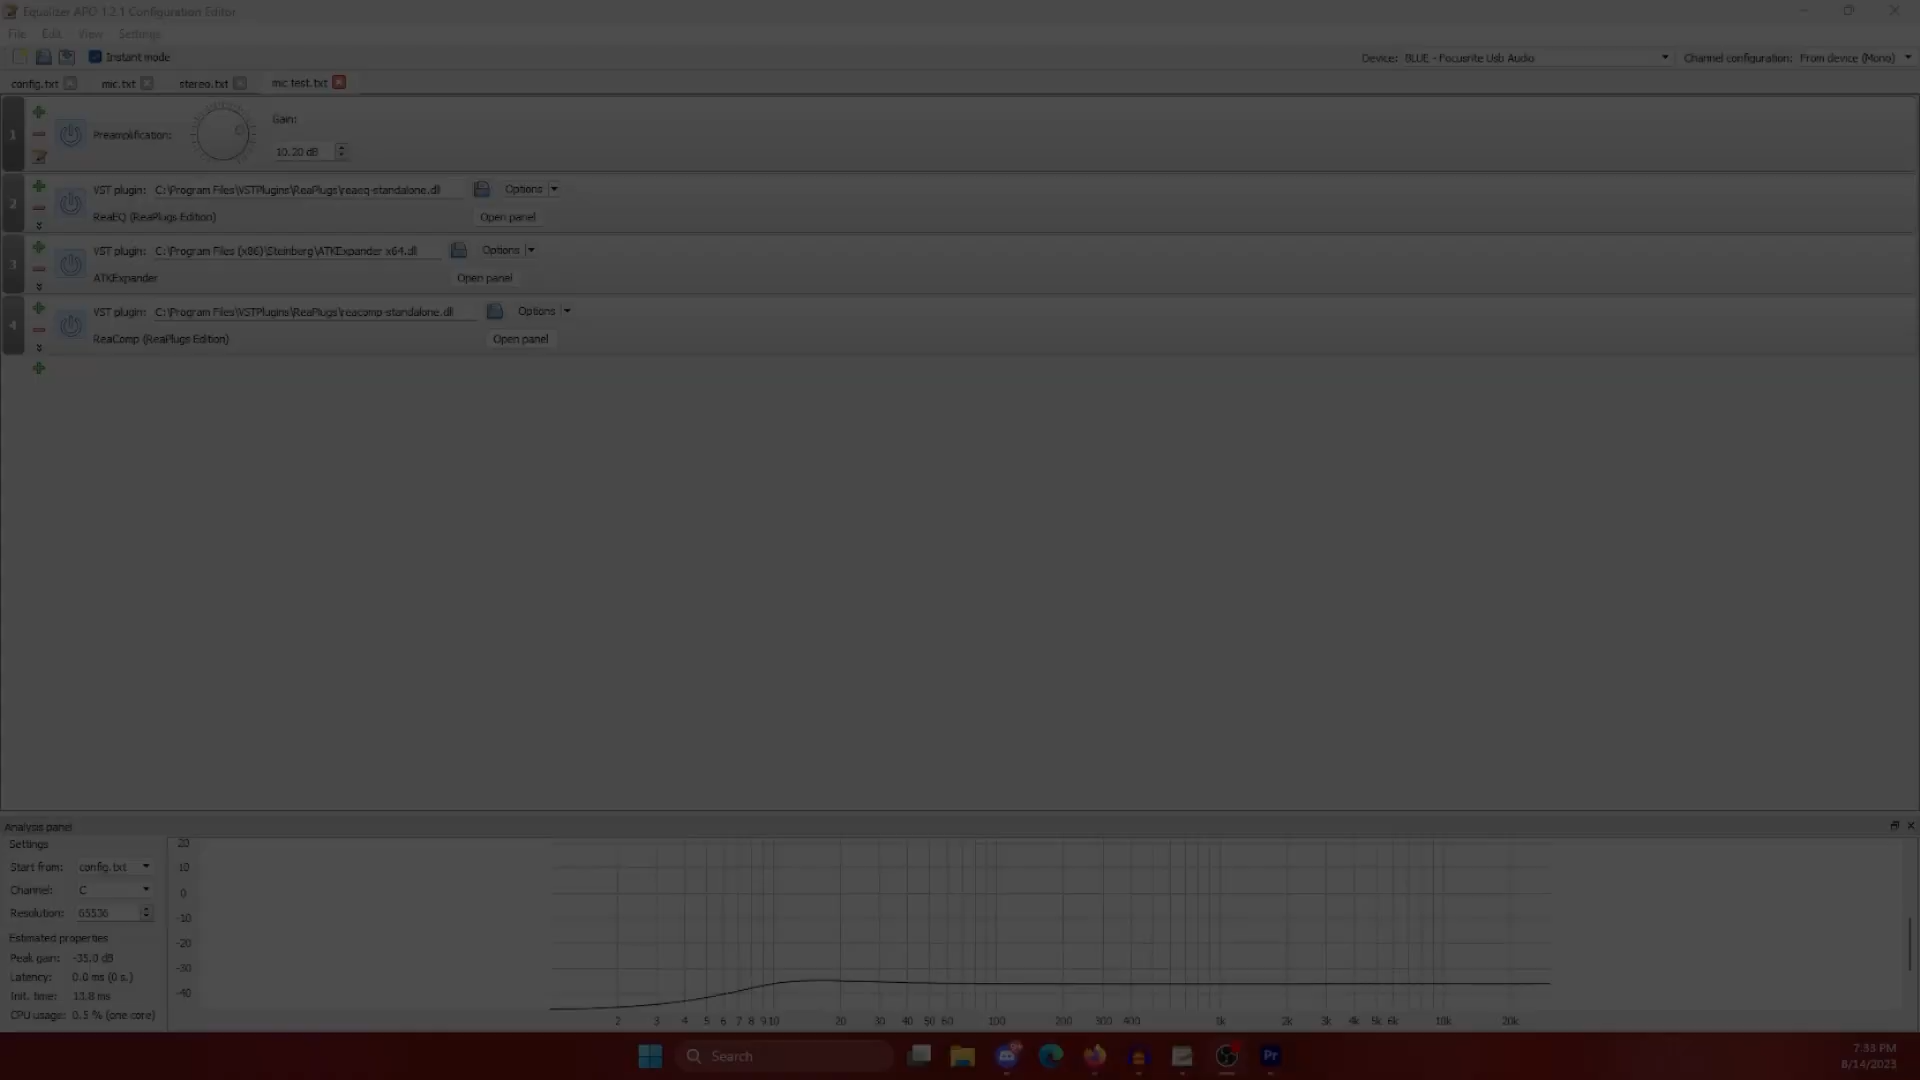 Equalizer APO 1.2.1 Configuration Editor
File Edit View Settings
Instant mode
Device: BLUE - Focusrite Usb Audio
Channel configuration: From device (Mono)
config.txt
mic.txt
stereo.txt
mic test.txt
1
Preamplification:
Gain:
10.20 dB
2
VST plugin: C:\Program Files\VSTPlugins\ReaPlugs\reaeq-standalone.dll
Options
ReaEQ (ReaPlugs Edition)
Open panel
3
VST plugin: C:\Program Files (x86)\Steinberg\ATKExpander x64.dll
Options
ATKExpander
Open panel
4
VST plugin: C:\Program Files\VSTPlugins\ReaPlugs\reacomp-standalone.dll
Options
ReaComp (ReaPlugs Edition)
Open panel
Analysis panel
Settings
Start from: config.txt
Channel: C
Resolution: 65536
Estimated properties
Peak gain: -35.0 dB
Latency: 0.0 ms (0 s.)
Init. time: 13.8 ms
CPU usage: 0.5 % (one core)
20
10
0
-10
-20
-30
-40
2 3 4 5 6 7 8 9 10 20 30 40 50 60 100 200 300 400 1k 2k 3k 4k 5k 6k 10k 20k
Search
Pr
7:33 PM
8/14/2023